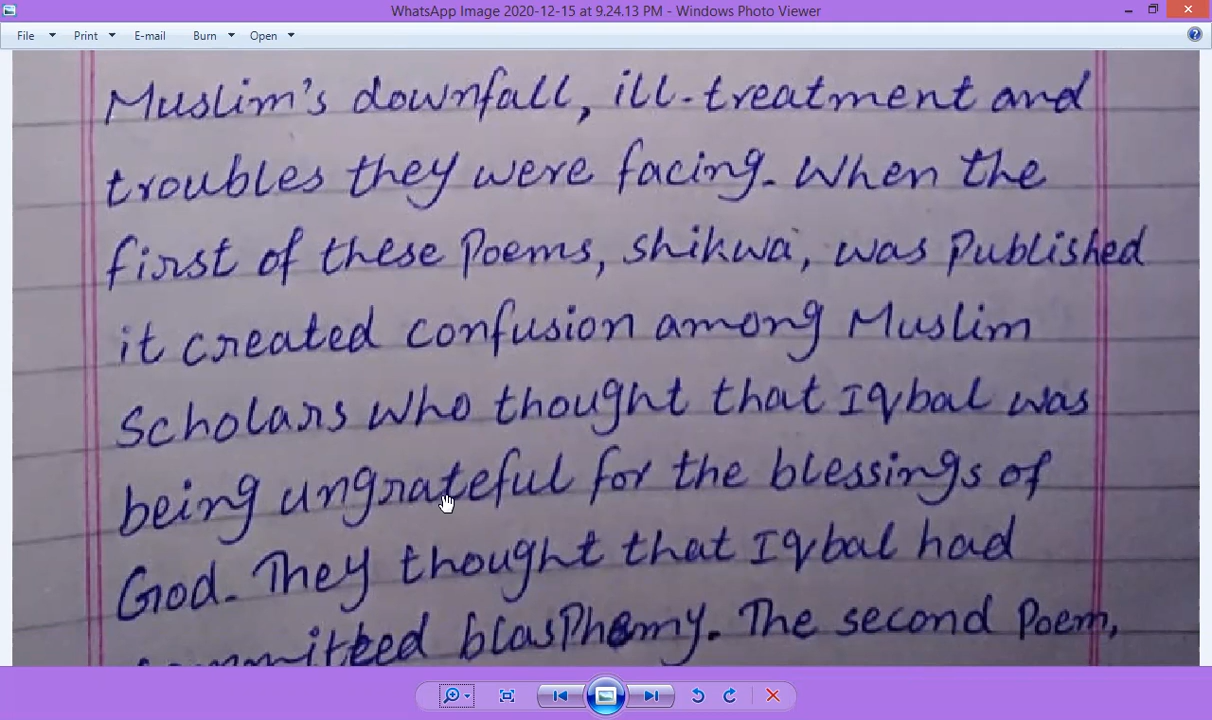 WhatsApp Image 2020-12-15 at 9.24.13 PM - Windows Photo Viewer
File Print E-mail Burn Open
Muslim's downfall, ill-treatment and
troubles they were facing. When the
first of these Poems, shikwa, was Published
it created confusion among Muslim
Scholars who thought that Iqbal was
being ungrateful for the blessings of
God. They thought that Iqbal had
committed blasphemy. The second Poem,